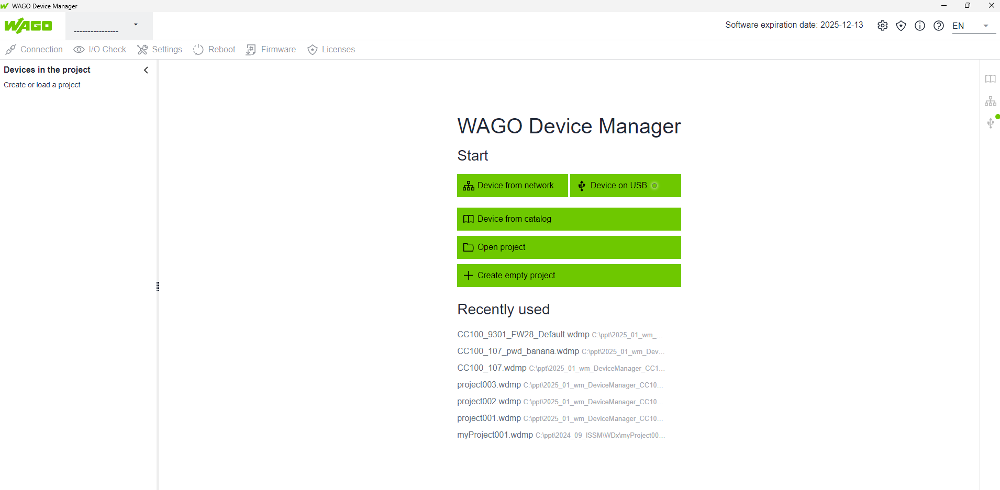 WAGO Device Manager
WAGO
Software expiration date: 2025-12-13
EN
Connection I/O Check Settings Reboot Firmware Licenses
Devices in the project
Create or load a project
WAGO Device Manager
Start
Device from network
Device on USB
Device from catalog
Open project
Create empty project
Recently used
CC100_9301_FW28_Default.wdmp C:\ppt\2025_01_wm_...
CC100_107_pwd_banana.wdmp C:\ppt\2025_01_wm_Dev...
CC100_107.wdmp C:\ppt\2025_01_wm_DeviceManager_CC1...
project003.wdmp C:\ppt\2025_01_wm_DeviceManager_CC10...
project002.wdmp C:\ppt\2025_01_wm_DeviceManager_CC10...
project001.wdmp C:\ppt\2025_01_wm_DeviceManager_CC10...
myProject001.wdmp C:\ppt\2024_09_ISSM\WDx\myProject00...